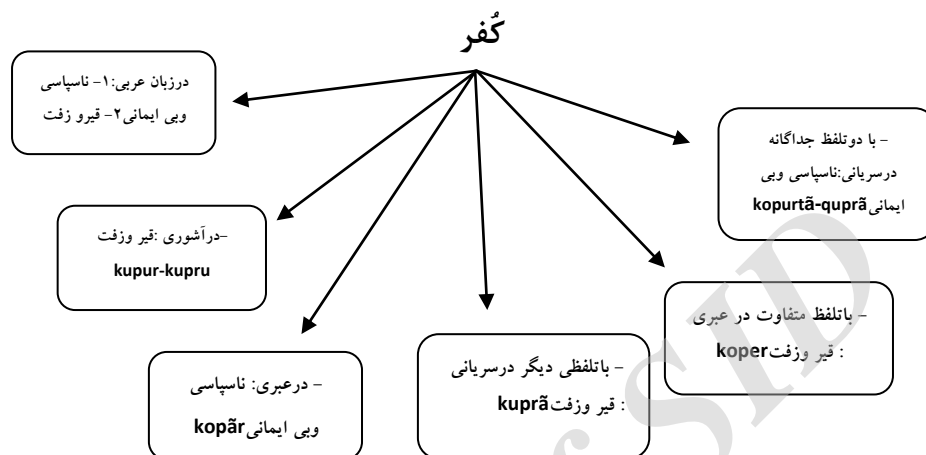 کُفر
– با دوتلفظ جداگانه
درسریانی:ناسپاسی وبی
ایمانیkopurtã-quprã
درزبان عربی:۱– ناسپاسی
وبی ایمانی۲– قیرو زفت
–درآشوری :قیر وزفت
kupur-kupru
– باتلفظ متفاوت در عبری
: قیر وزفتkoper
– باتلفظی دیگر درسریانی
: قیر وزفتkuprã
– درعبری: ناسپاسی
وبی ایمانیkopãr
SID